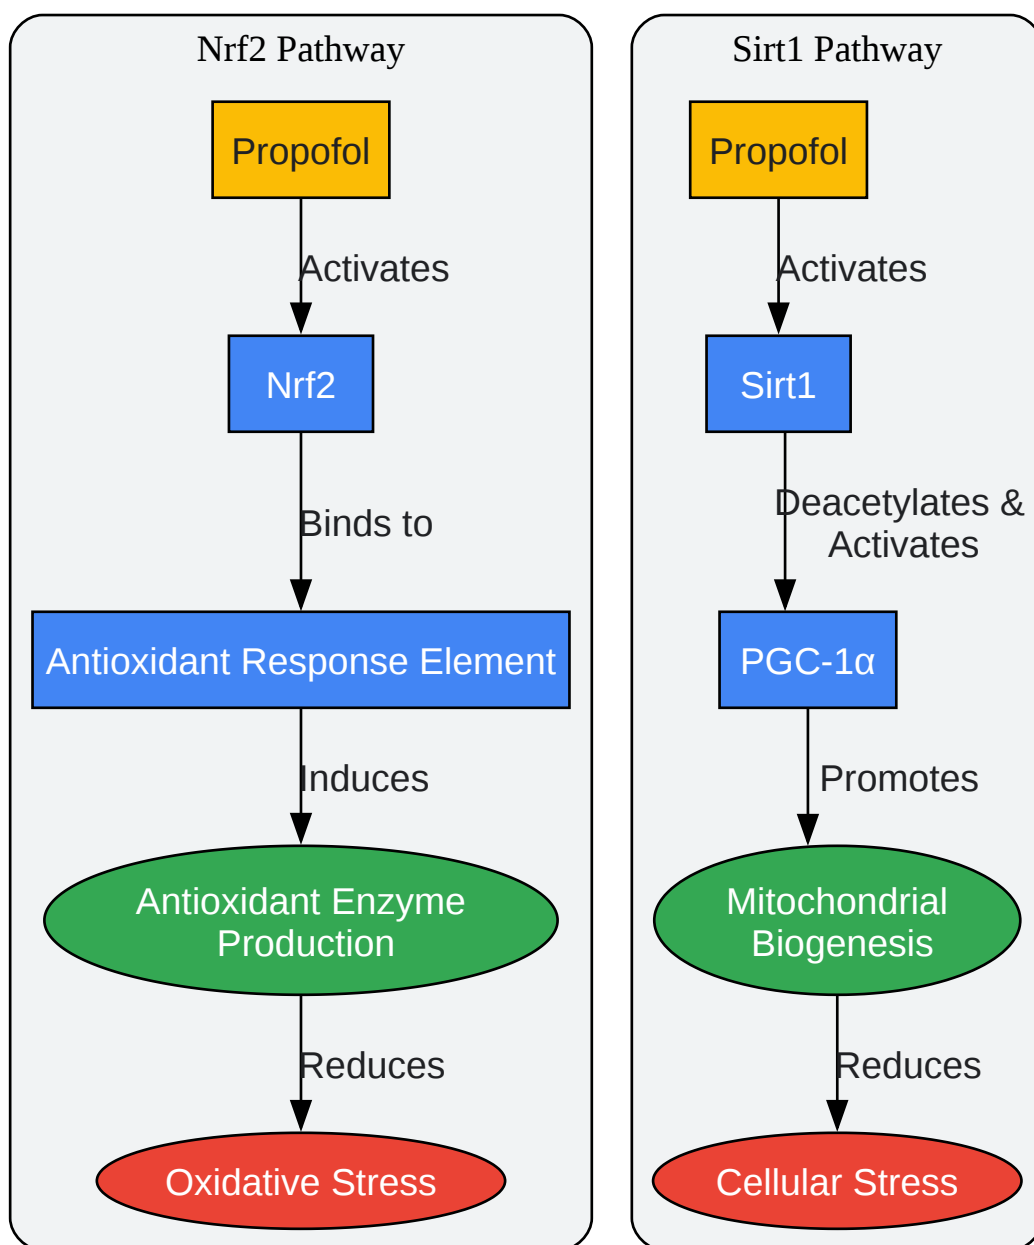 Nrf2 Pathway
Propofol
Activates
Nrf2
Binds to
Antioxidant Response Element
Induces
Antioxidant Enzyme
Production
Reduces
Oxidative Stress
Sirt1 Pathway
Propofol
Activates
Sirt1
Deacetylates &
Activates
PGC-1α
Promotes
Mitochondrial
Biogenesis
Reduces
Cellular Stress